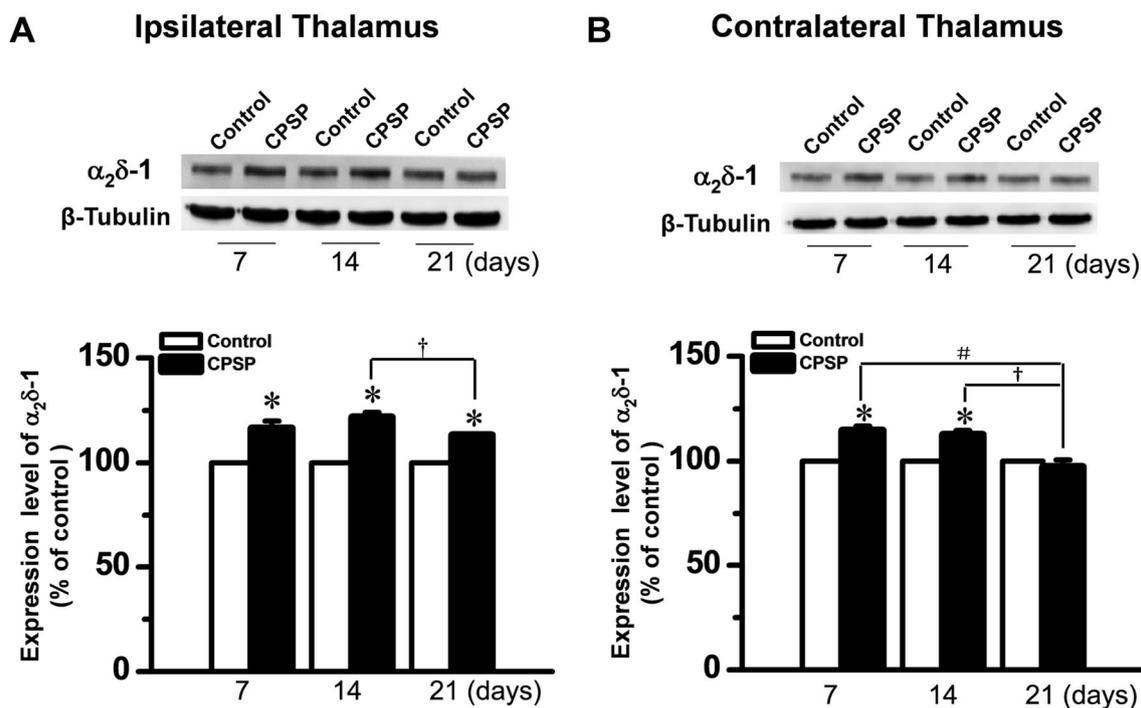 A Ipsilateral Thalamus
Control CPSP Control CPSP Control CPSP
α₂δ-1
β-Tubulin
7 14 21 (days)
Control
CPSP
Expression level of α₂δ-1
(% of control )
150
100
50
0
* * *
†
7 14 21 (days)
B Contralateral Thalamus
Control CPSP Control CPSP Control CPSP
α₂δ-1
β-Tubulin
7 14 21 (days)
Control
CPSP
Expression level of α₂δ-1
(% of control)
150
100
50
0
#
†
* *
7 14 21 (days)